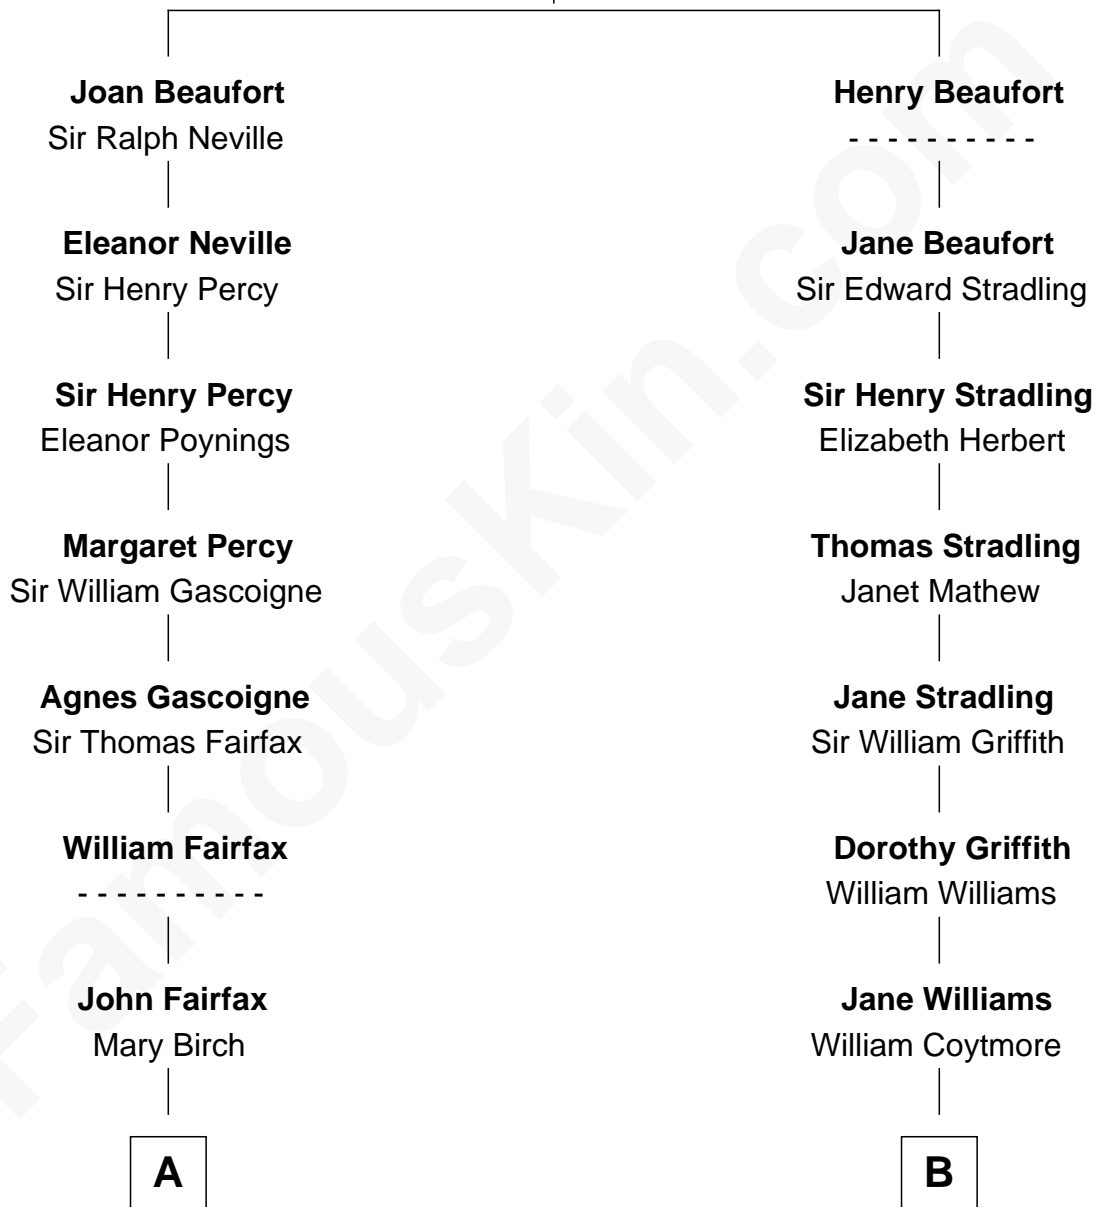 Joan Beaufort
Sir Ralph Neville
Henry Beaufort
- - - - - - - - - -
Eleanor Neville
Sir Henry Percy
Jane Beaufort
Sir Edward Stradling
Sir Henry Percy
Eleanor Poynings
Sir Henry Stradling
Elizabeth Herbert
Margaret Percy
Sir William Gascoigne
Thomas Stradling
Janet Mathew
Agnes Gascoigne
Sir Thomas Fairfax
Jane Stradling
Sir William Griffith
William Fairfax
- - - - - - - - - -
Dorothy Griffith
William Williams
John Fairfax
Mary Birch
Jane Williams
William Coytmore
A
B
FamousKin.com